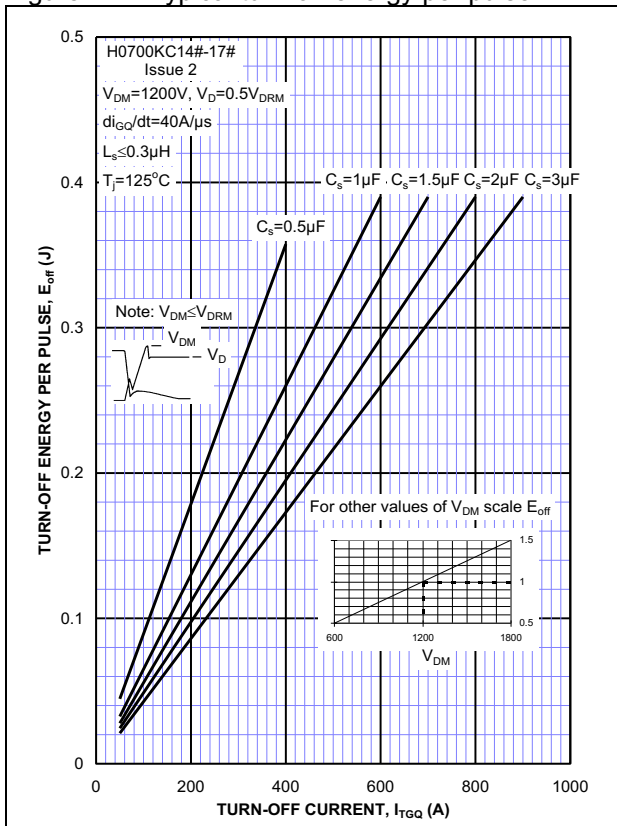 H0700KC14#-17#
Issue 2
V_DM=1200V, V_D=0.5V_DRM
di_GQ/dt=40A/µs
L_s≤0.3µH
T_j=125°C
C_s=0.5µF
C_s=1µF
C_s=1.5µF
C_s=2µF
C_s=3µF
Note: V_DM≤V_DRM
V_DM
V_D
For other values of V_DM scale E_off
1.5
1
0.5
600
1200
1800
V_DM
TURN-OFF ENERGY PER PULSE, E_off (J)
0.5
0.4
0.3
0.2
0.1
0
0
200
400
600
800
1000
TURN-OFF CURRENT, I_TGQ (A)